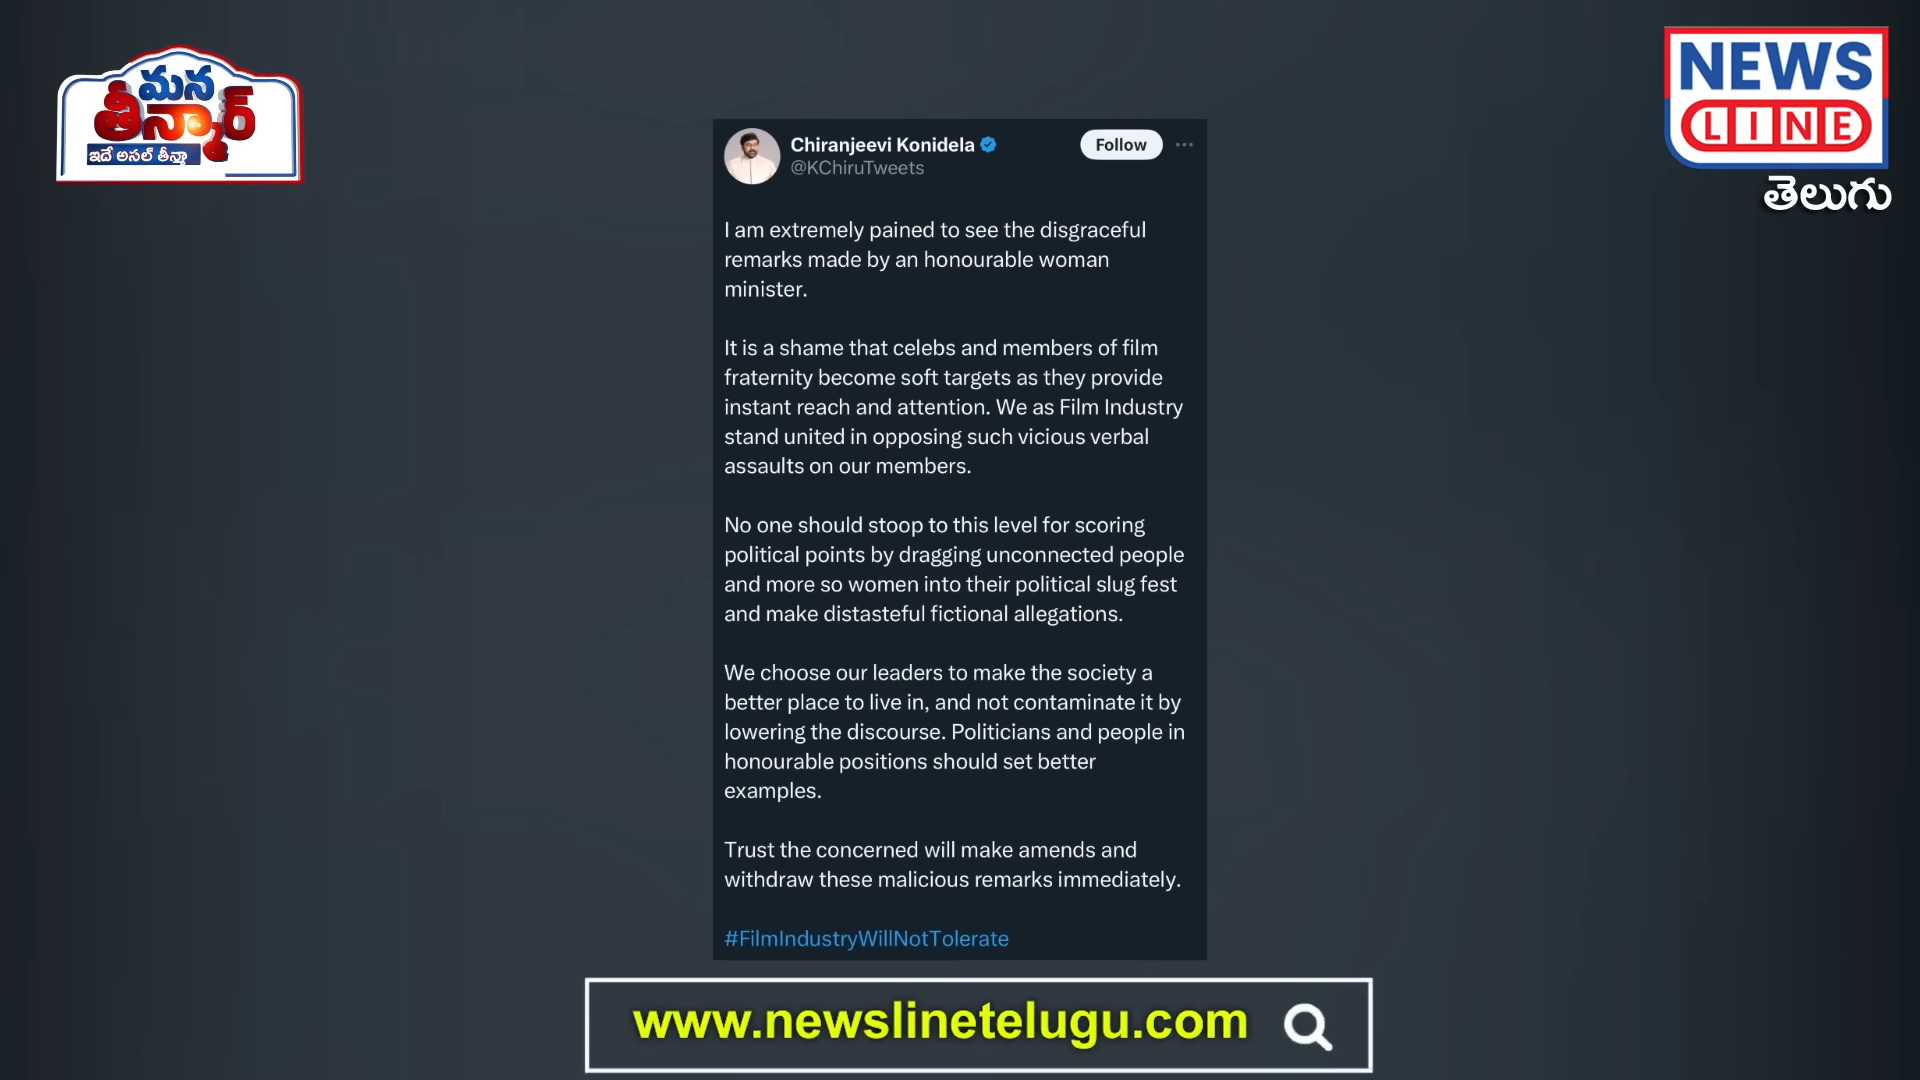 మన
తీన్మార్
ఇదే అసల్ తీన్మార్
NEWS
LINE
తెలుగు
Chiranjeevi Konidela
@KChiruTweets
Follow
I am extremely pained to see the disgraceful
remarks made by an honourable woman
minister.
It is a shame that celebs and members of film
fraternity become soft targets as they provide
instant reach and attention. We as Film Industry
stand united in opposing such vicious verbal
assaults on our members.
No one should stoop to this level for scoring
political points by dragging unconnected people
and more so women into their political slug fest
and make distasteful fictional allegations.
We choose our leaders to make the society a
better place to live in, and not contaminate it by
lowering the discourse. Politicians and people in
honourable positions should set better
examples.
Trust the concerned will make amends and
withdraw these malicious remarks immediately.
#FilmIndustryWillNotTolerate
www.newslinetelugu.com